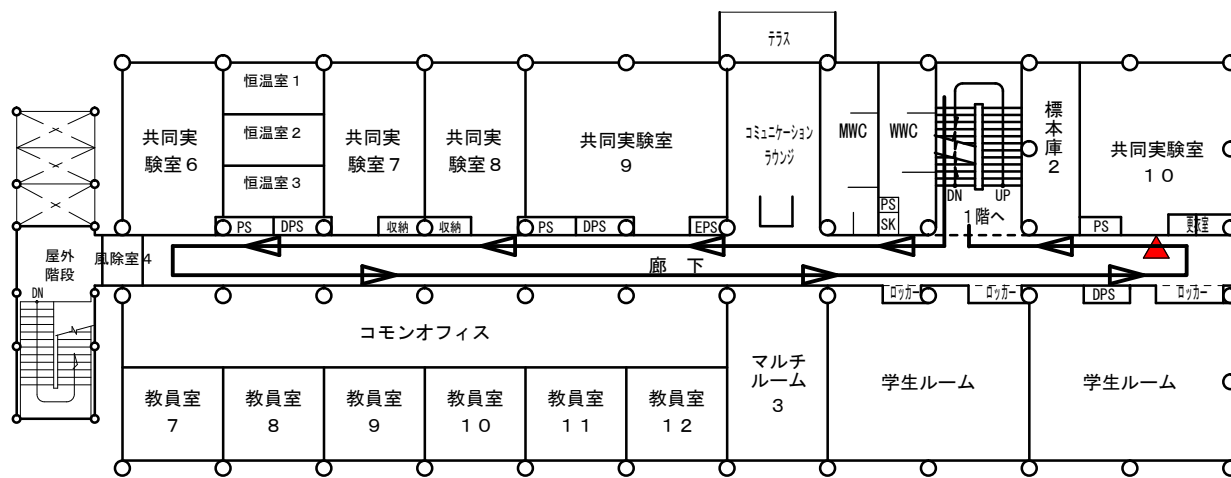 テラス
共同実
験室６
恒温室１
恒温室２
恒温室３
共同実
験室７
共同実
験室８
共同実験室
９
コミュニケーション
ラウンジ
MWC
WWC
PS
SK
DN
UP
１階へ
標本庫２
共同実験室
１０
PS
DPS
収納
収納
PS
DPS
EPS
PS
更衣室
屋外
階段
DN
風除室４
廊　下
ロッカー
ロッカー
DPS
ロッカー
コモンオフィス
教員室
７
教員室
８
教員室
９
教員室
１０
教員室
１１
教員室
１２
マルチ
ルーム
３
学生ルーム
学生ルーム